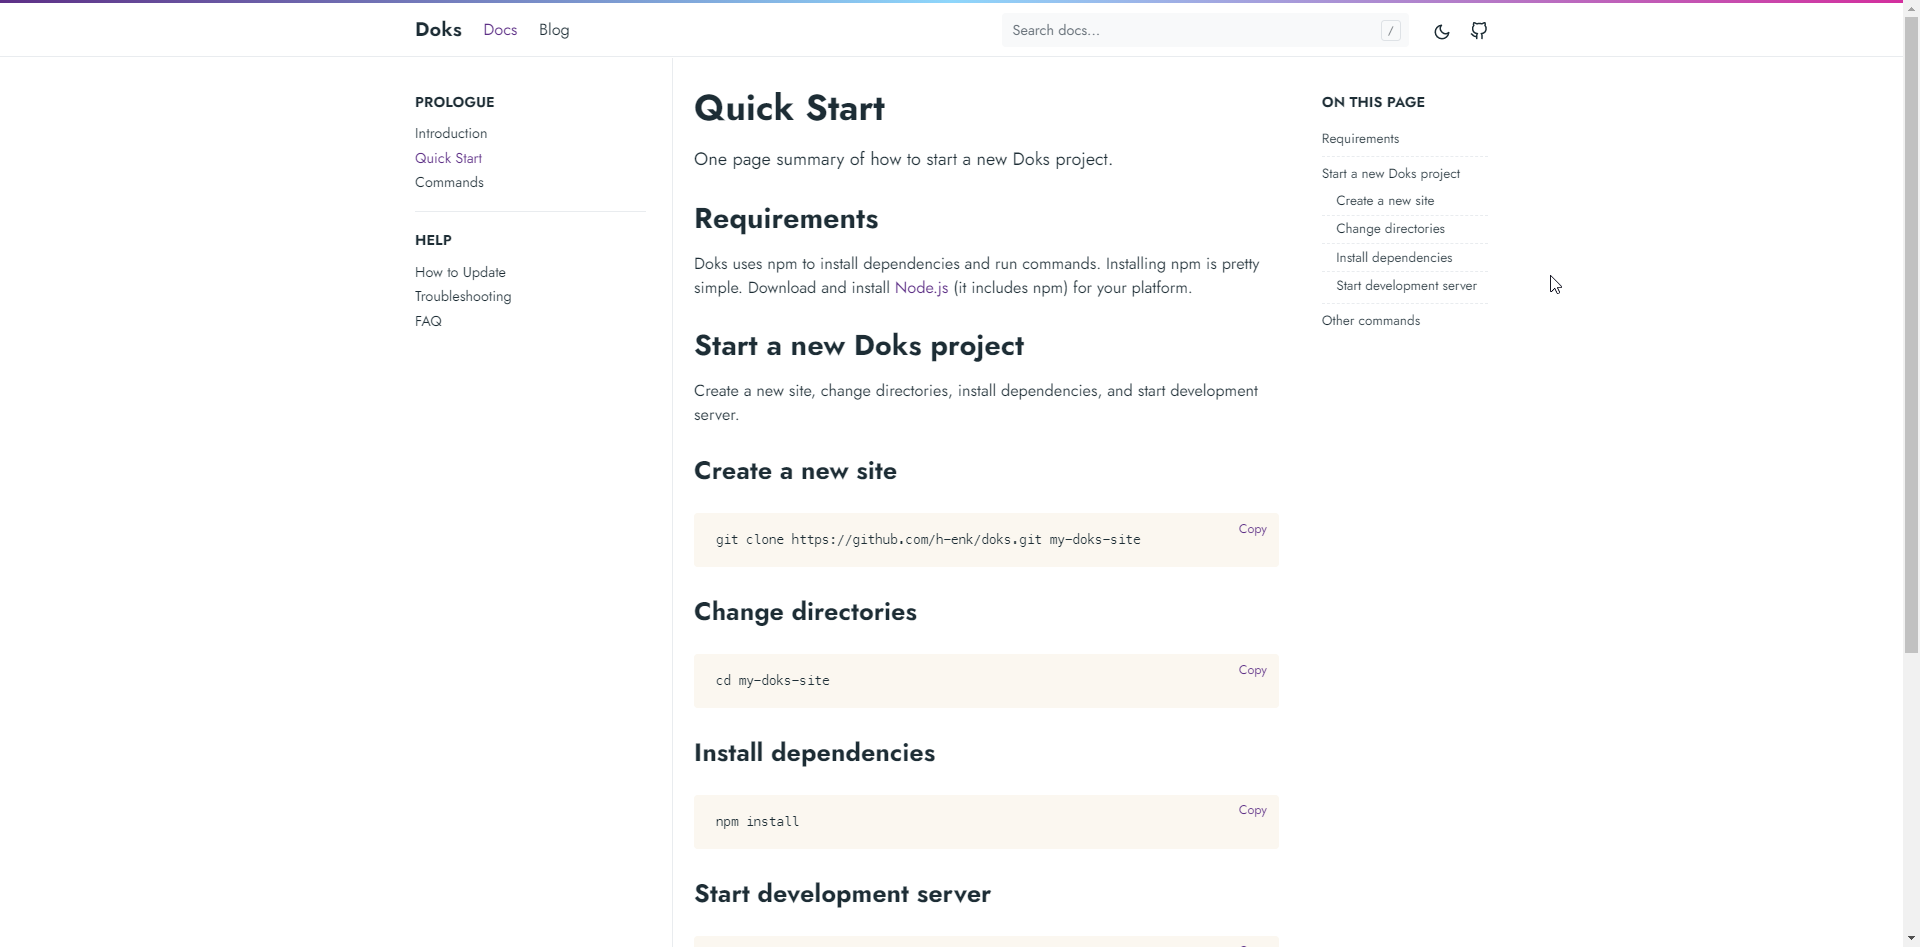 Doks Docs Blog
Search docs...
/
PROLOGUE
Introduction
Quick Start
Commands
HELP
How to Update
Troubleshooting
FAQ
Quick Start
One page summary of how to start a new Doks project.
Requirements
Doks uses npm to install dependencies and run commands. Installing npm is pretty
simple. Download and install Node.js (it includes npm) for your platform.
Start a new Doks project
Create a new site, change directories, install dependencies, and start development
server.
Create a new site
Copy
git clone https://github.com/h-enk/doks.git my-doks-site
Change directories
Copy
cd my-doks-site
Install dependencies
Copy
npm install
Start development server
ON THIS PAGE
Requirements
Start a new Doks project
Create a new site
Change directories
Install dependencies
Start development server
Other commands